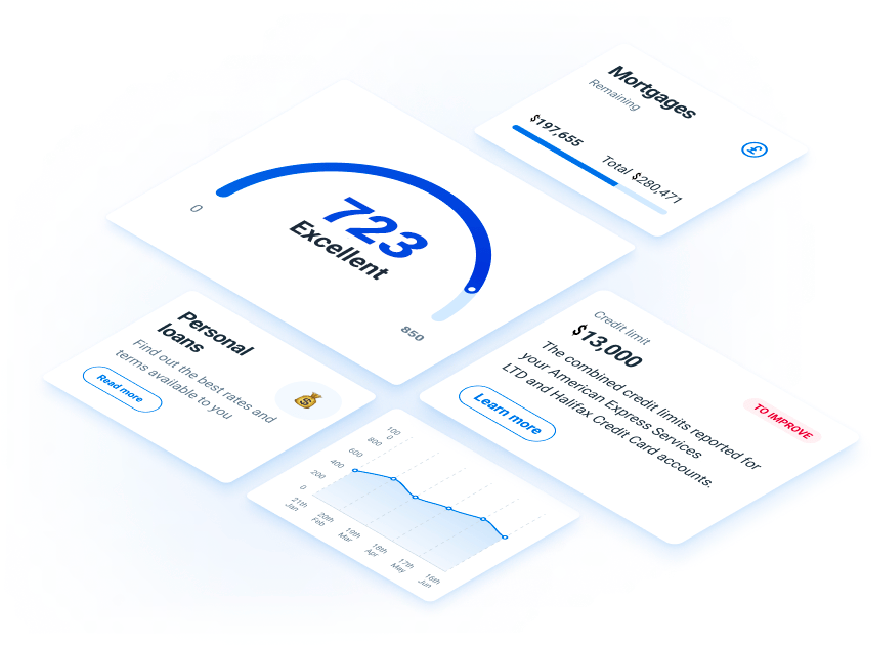 Mortgages
Remaining
$197,655
Total $280,471
£
0
723
Excellent
850
Personal
loans
Find out the best rates and
terms available to you
Read more
$
Credit limit
$13,000
TO IMPROVE
The combined credit limits reported for
your American Express Services
LTD and Halifax Credit Card accounts.
Learn more
100
0
800
600
400
200
0
21th
Jan
20th
Feb
19th
Mar
18th
Apr
17th
May
16th
Jun